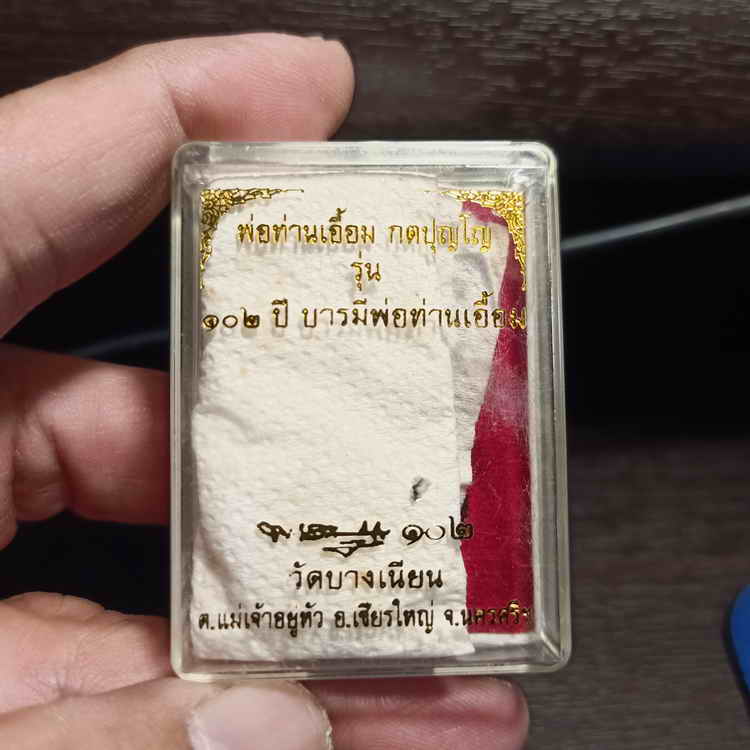 พ่อท่านเอื้อม กตปุญโญ
รุ่น
๑๐๒ ปี บารมีพ่อท่านเอื้อม
๑๐๒
วัดบางเนียน
ต.แม่เจ้าอยู่หัว อ.เชียรใหญ่ จ.นครศรีฯ